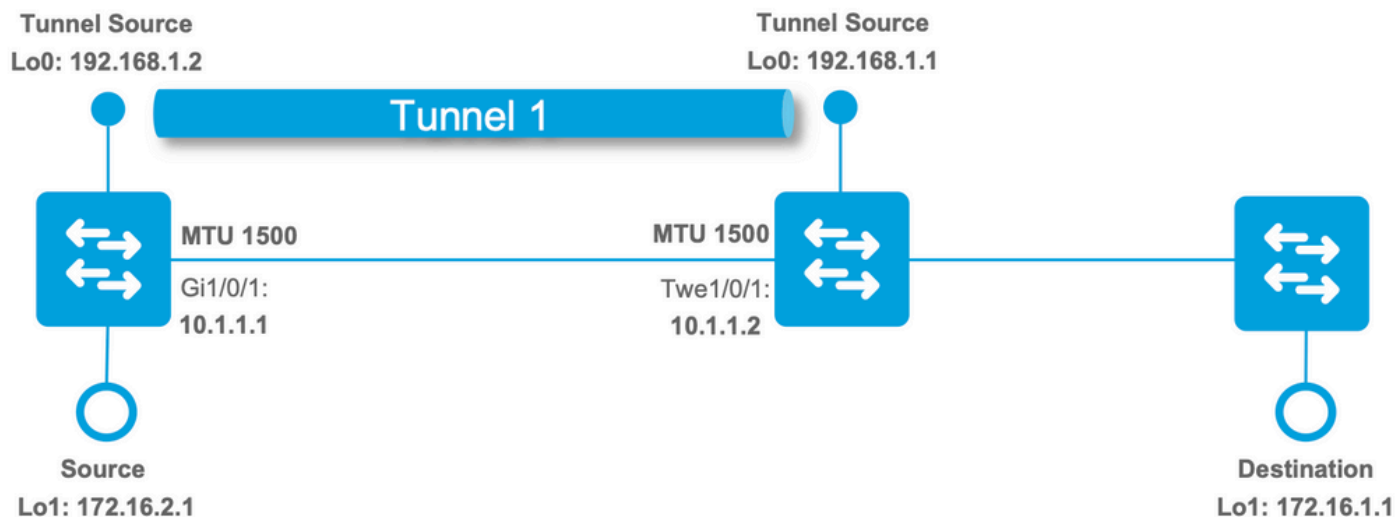 Tunnel Source
Lo0: 192.168.1.2
Tunnel Source
Lo0: 192.168.1.1
Tunnel 1
MTU 1500
Gi1/0/1:
10.1.1.1
MTU 1500
Twe1/0/1:
10.1.1.2
Source
Lo1: 172.16.2.1
Destination
Lo1: 172.16.1.1